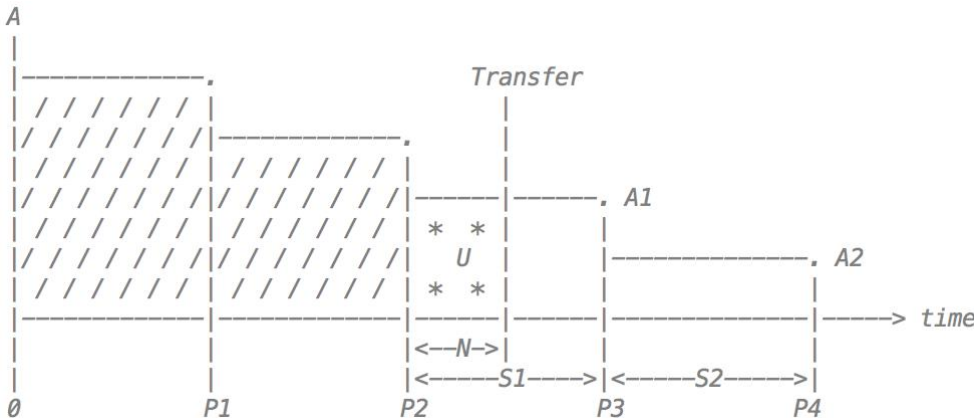 A
Transfer
A1
* *
U
A2
* *
time
N
S1 S2
0 P1 P2 P3 P4